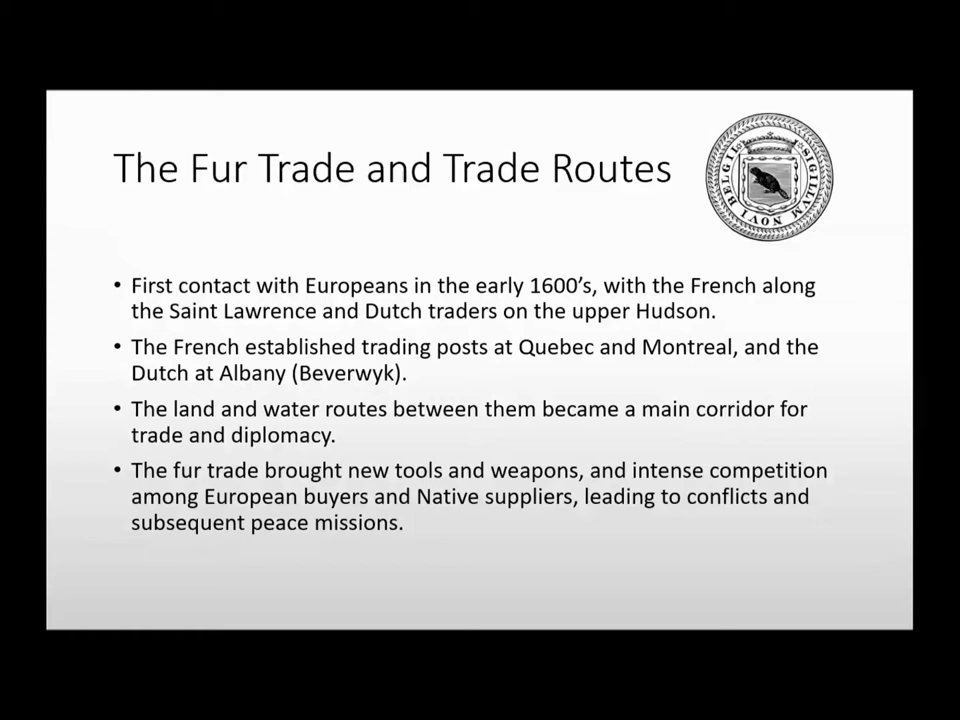 The Fur Trade and Trade Routes
SIGILLVM NOVI BELGII
• First contact with Europeans in the early 1600’s, with the French along
the Saint Lawrence and Dutch traders on the upper Hudson.
• The French established trading posts at Quebec and Montreal, and the
Dutch at Albany (Beverwyk).
• The land and water routes between them became a main corridor for
trade and diplomacy.
• The fur trade brought new tools and weapons, and intense competition
among European buyers and Native suppliers, leading to conflicts and
subsequent peace missions.